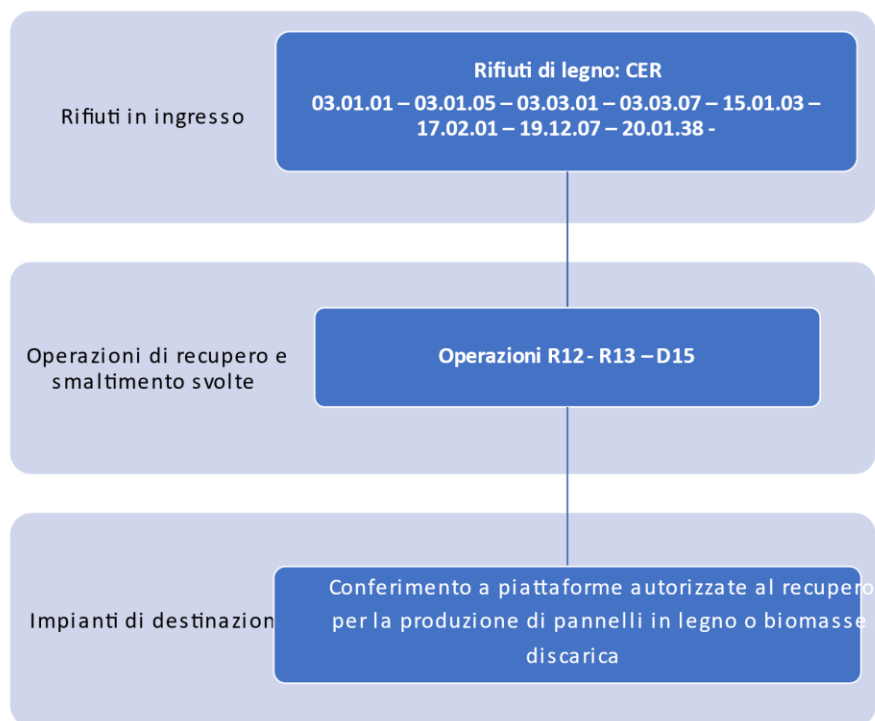 Rifiuti in ingresso
Rifiuti di legno: CER
03.01.01 – 03.01.05 – 03.03.01 – 03.03.07 – 15.01.03 –
17.02.01 – 19.12.07 – 20.01.38 -
Operazioni di recupero e
smaltimento svolte
Operazioni R12 - R13 – D15
Impianti di destinazion
Conferimento a piattaforme autorizzate al recupero
per la produzione di pannelli in legno o biomasse
discarica